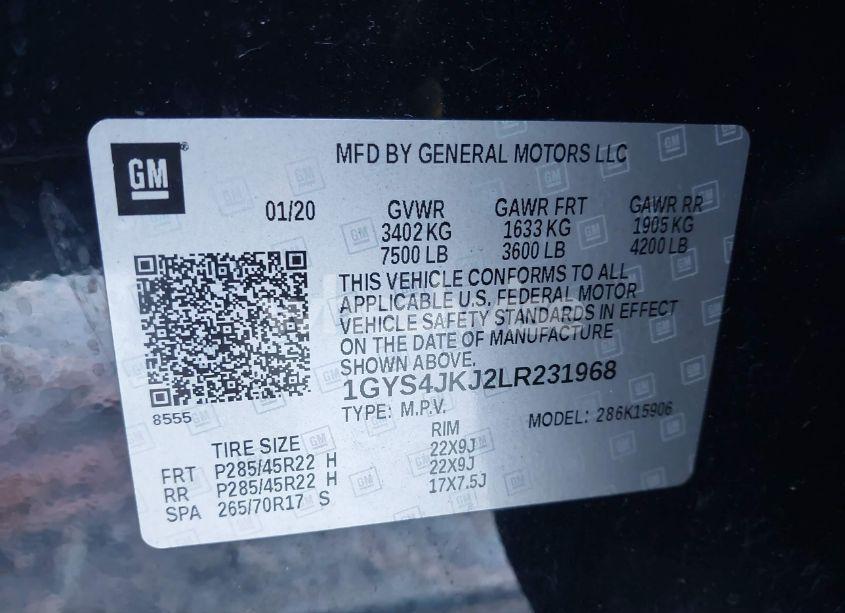 GM
MFD BY GENERAL MOTORS LLC
01/20 GVWR GAWR FRT GAWR RR
3402 KG 1633 KG 1905 KG
7500 LB 3600 LB 4200 LB
THIS VEHICLE CONFORMS TO ALL
APPLICABLE U.S. FEDERAL MOTOR
VEHICLE SAFETY STANDARDS IN EFFECT
ON THE DATE OF MANUFACTURE
SHOWN ABOVE.
1GYS4JKJ2LR231968
8555
TYPE: M.P.V. MODEL: 286K15906
TIRE SIZE RIM
FRT P285/45R22 H 22X9J
RR P285/45R22 H 22X9J
SPA 265/70R17 S 17X7.5J